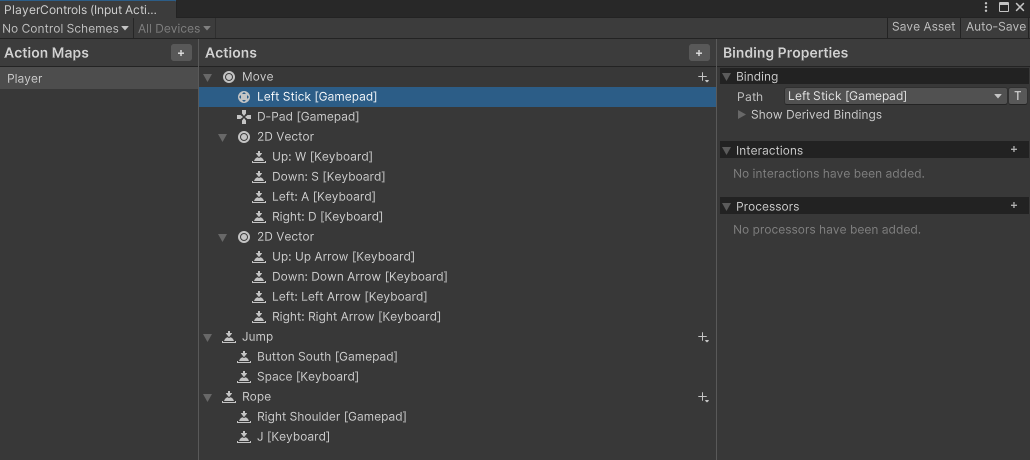 PlayerControls (Input Acti...
No Control Schemes All Devices Save Asset Auto-Save
Action Maps + Actions + Binding Properties
Player
Move
Left Stick [Gamepad]
D-Pad [Gamepad]
2D Vector
Up: W [Keyboard]
Down: S [Keyboard]
Left: A [Keyboard]
Right: D [Keyboard]
2D Vector
Up: Up Arrow [Keyboard]
Down: Down Arrow [Keyboard]
Left: Left Arrow [Keyboard]
Right: Right Arrow [Keyboard]
Jump
Button South [Gamepad]
Space [Keyboard]
Rope
Right Shoulder [Gamepad]
J [Keyboard]
Binding
Path Left Stick [Gamepad] T
Show Derived Bindings
Interactions +
No interactions have been added.
Processors +
No processors have been added.